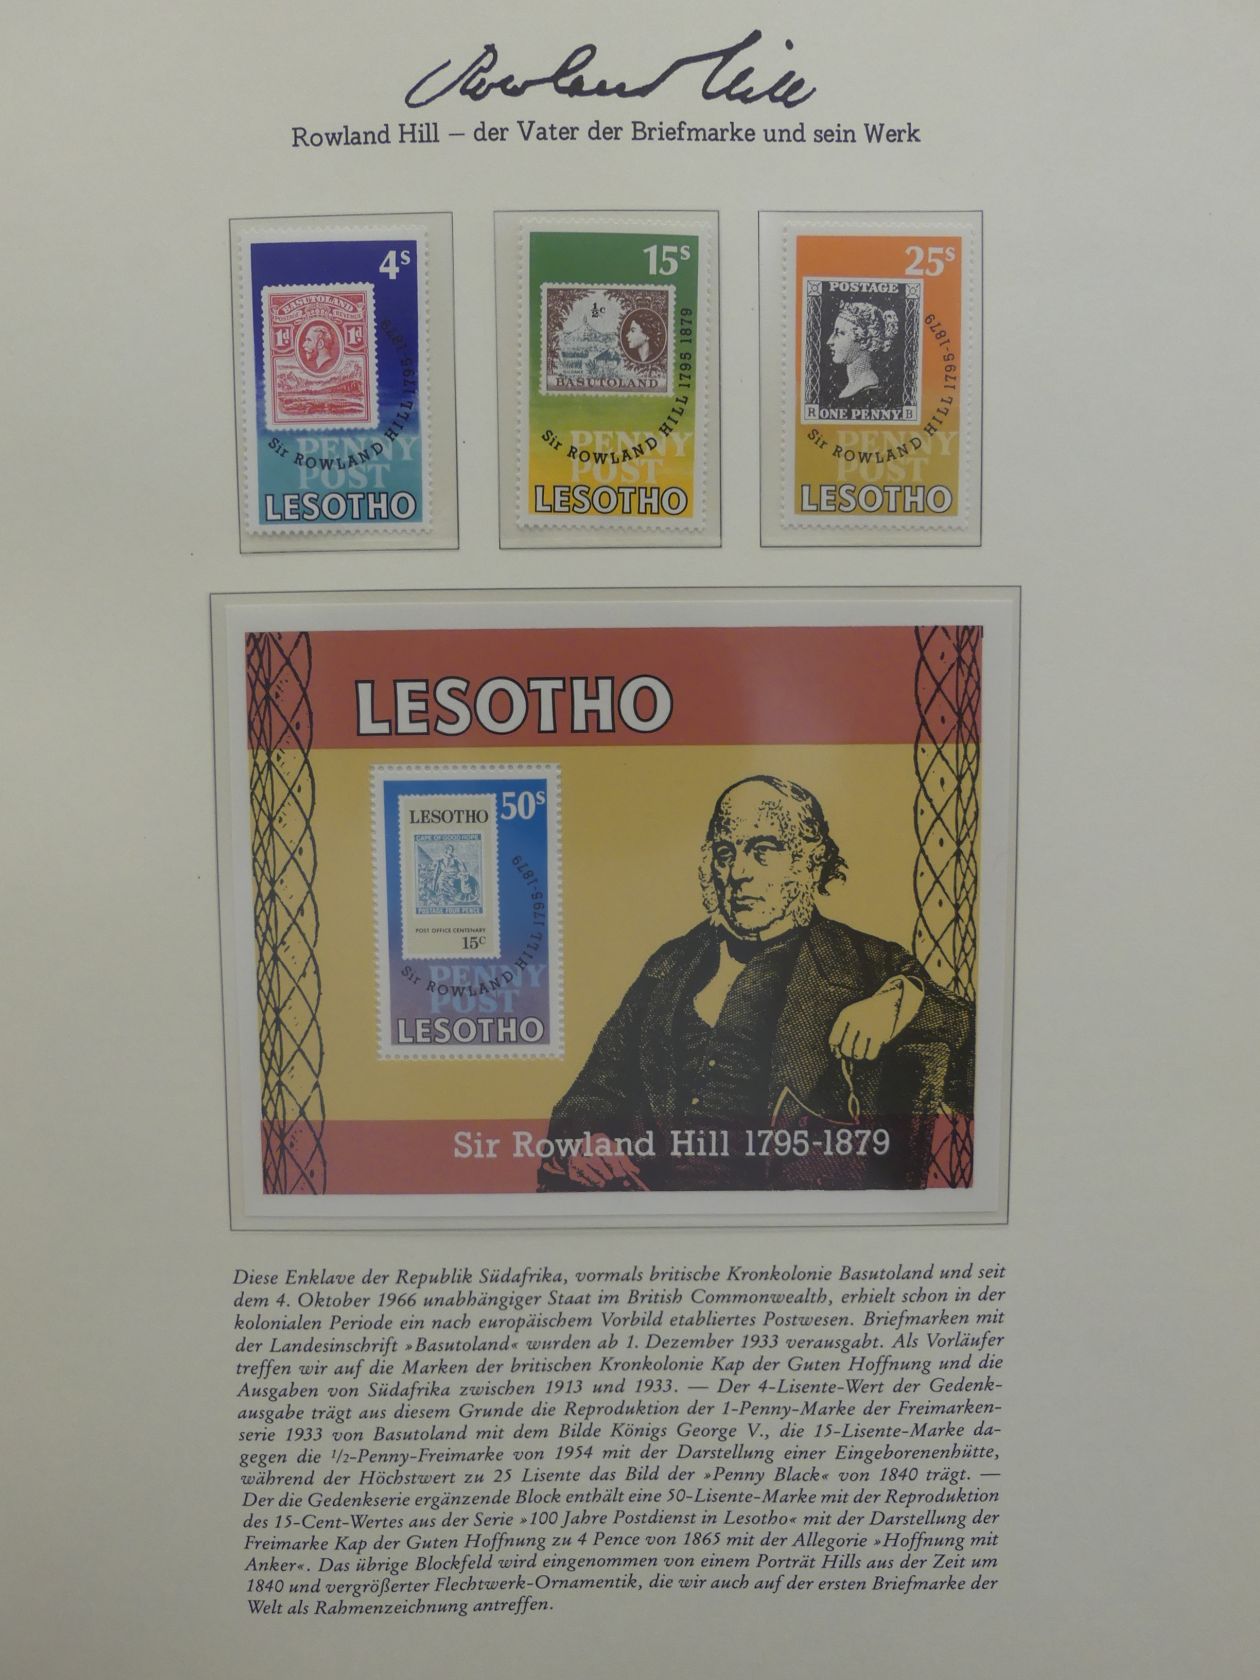 Rowland Hill
Rowland Hill – der Vater der Briefmarke und sein Werk
4s
BASUTOLAND
POSTAGE REVENUE
1d 1d
Sir ROWLAND HILL 1795-1879
PENNY
POST
LESOTHO
15s
½c
BASUTOLAND
Sir ROWLAND HILL 1795 1879
PENNY
POST
LESOTHO
25s
POSTAGE
R ONE PENNY. B
Sir ROWLAND HILL 1795-1879
PENNY
POST
LESOTHO
LESOTHO
50s
LESOTHO
CAPE OF GOOD HOPE
POSTAGE FOUR PENCE
POST OFFICE CENTENARY
15c
Sir ROWLAND HILL 1795-1879
PENNY
POST
LESOTHO
Sir Rowland Hill 1795-1879
Diese Enklave der Republik Südafrika, vormals britische Kronkolonie Basutoland und seit
dem 4. Oktober 1966 unabhängiger Staat im British Commonwealth, erhielt schon in der
kolonialen Periode ein nach europäischem Vorbild etabliertes Postwesen. Briefmarken mit
der Landesinschrift »Basutoland« wurden ab 1. Dezember 1933 verausgabt. Als Vorläufer
treffen wir auf die Marken der britischen Kronkolonie Kap der Guten Hoffnung und die
Ausgaben von Südafrika zwischen 1913 und 1933. — Der 4-Lisente-Wert der Gedenk-
ausgabe trägt aus diesem Grunde die Reproduktion der 1-Penny-Marke der Freimarken-
serie 1933 von Basutoland mit dem Bilde Königs George V., die 15-Lisente-Marke da-
gegen die 1/2-Penny-Freimarke von 1954 mit der Darstellung einer Eingeborenenhütte,
während der Höchstwert zu 25 Lisente das Bild der »Penny Black« von 1840 trägt. —
Der die Gedenkserie ergänzende Block enthält eine 50-Lisente-Marke mit der Reproduktion
des 15-Cent-Wertes aus der Serie »100 Jahre Postdienst in Lesotho« mit der Darstellung der
Freimarke Kap der Guten Hoffnung zu 4 Pence von 1865 mit der Allegorie »Hoffnung mit
Anker«. Das übrige Blockfeld wird eingenommen von einem Porträt Hills aus der Zeit um
1840 und vergrößerter Flechtwerk-Ornamentik, die wir auch auf der ersten Briefmarke der
Welt als Rahmenzeichnung antreffen.